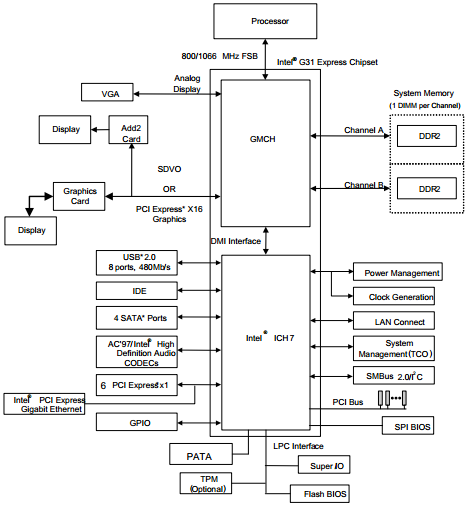 Processor
800/1066 MHz FSB
Intel® G31 Express Chipset
Analog
Display
VGA
System Memory
(1 DIMM per Channel)
Display
Add2
Card
GMCH
Channel A
DDR2
SDVO
OR
Graphics
Card
PCI Express* X16
Graphics
Channel B
DDR2
Display
DMI Interface
USB* 2.0
8 ports, 480Mb/s
Power Management
IDE
Clock Generation
4 SATA* Ports
Intel® ICH7
LAN Connect
AC'97/Intel® High
Definition Audio
CODECs
System
Management (TCO)
6 PCI Express* x1
SMBus 2.0/I²C
Intel® PCI Express
Gigabit Ethernet
PCI Bus
GPIO
SPI BIOS
LPC Interface
PATA
Super I/O
TPM
(Optional)
Flash BIOS